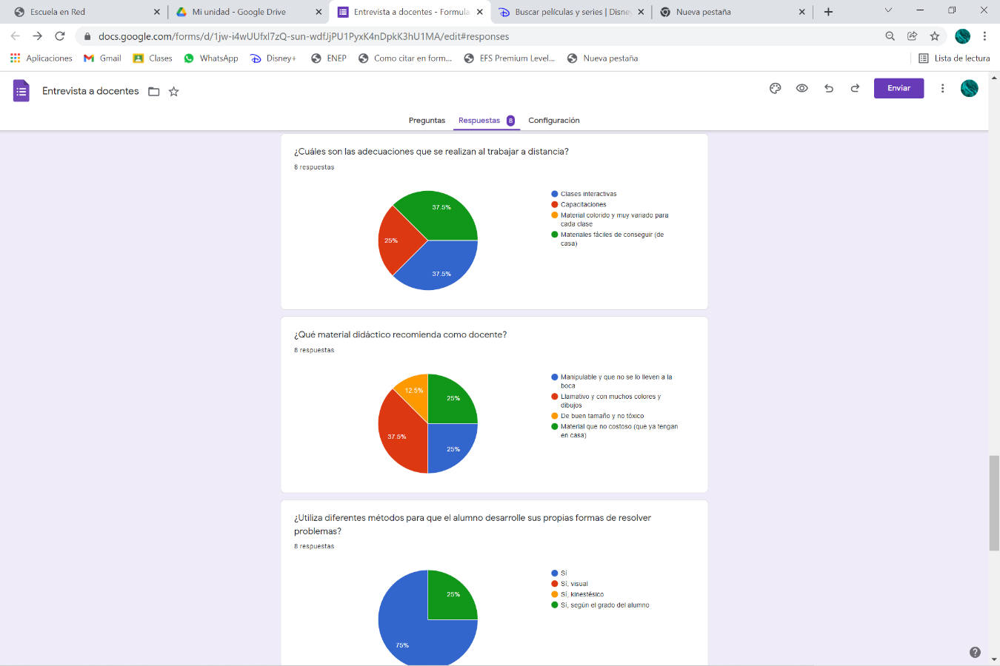 Escuela en Red
Mi unidad - Google Drive
Entrevista a docentes - Formula
Buscar películas y series | Disney
Nueva pestaña
docs.google.com/forms/d/1jw-i4wUUfxl7zQ-sun-wdfJjPU1PyxK4nDpkK3hU1MA/edit#responses
Aplicaciones
Gmail
Clases
WhatsApp
Disney+
ENEP
Como citar en form...
EFS Premium Level...
Nueva pestaña
Lista de lectura
Entrevista a docentes
Enviar
Preguntas
Respuestas 8
Configuración
¿Cuáles son las adecuaciones que se realizan al trabajar a distancia?
8 respuestas
37.5%
25%
37.5%
Clases interactivas
Capacitaciones
Material colorido y muy variado para
cada clase
Materiales fáciles de conseguir (de
casa)
¿Qué material didáctico recomienda como docente?
8 respuestas
12.5%
25%
37.5%
25%
Manipulable y que no se lo lleven a la
boca
Llamativo y con muchos colores y
dibujos
De buen tamaño y no tóxico
Material que no costoso (que ya tengan
en casa)
¿Utiliza diferentes métodos para que el alumno desarrolle sus propias formas de resolver
problemas?
8 respuestas
25%
75%
Sí
Sí, visual
Sí, kinestésico
Sí, según el grado del alumno